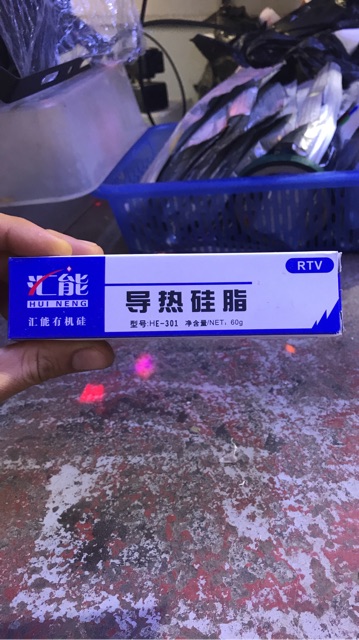 汇能
HUI NENG
汇能有机硅
RTV
导热硅脂
型号:HE-301 净含量/NET: 60g